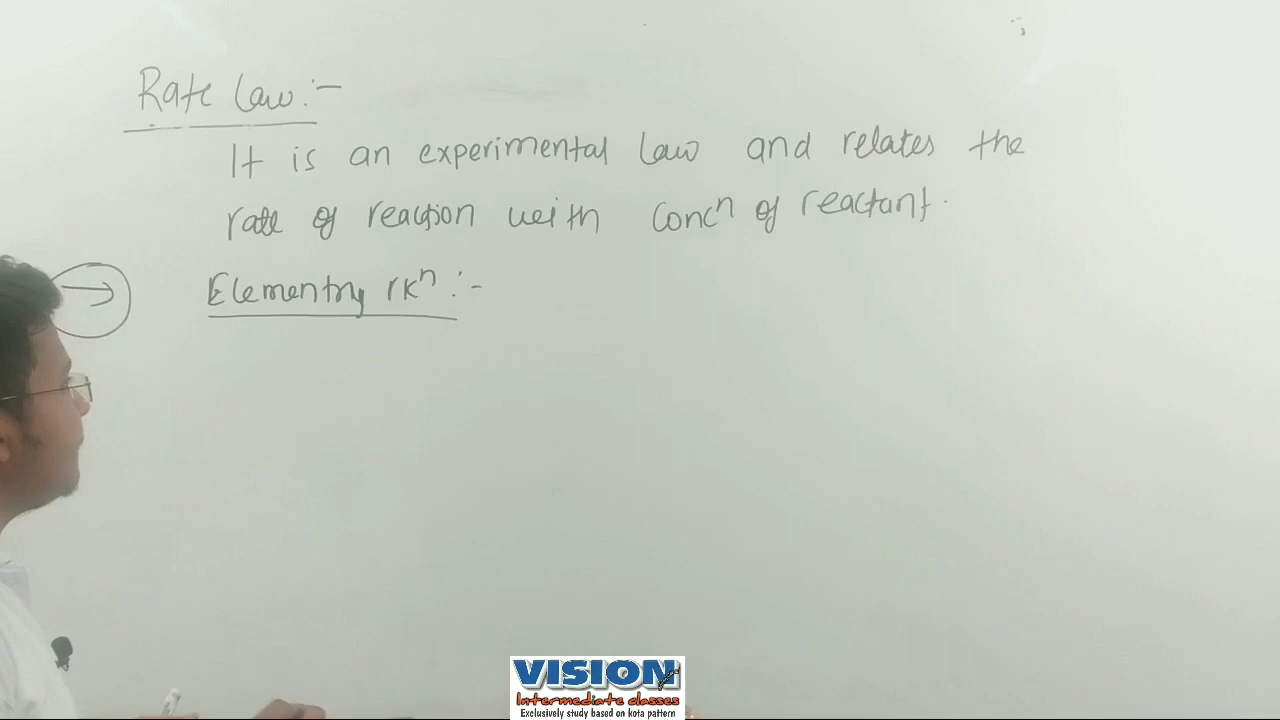 Rate Law :-
It is an experimental law and relates the
rate of reaction with concn of reactant.
→ Elementry rxn :-
VISION
Intermediate classes
Exclusively study based on kota pattern